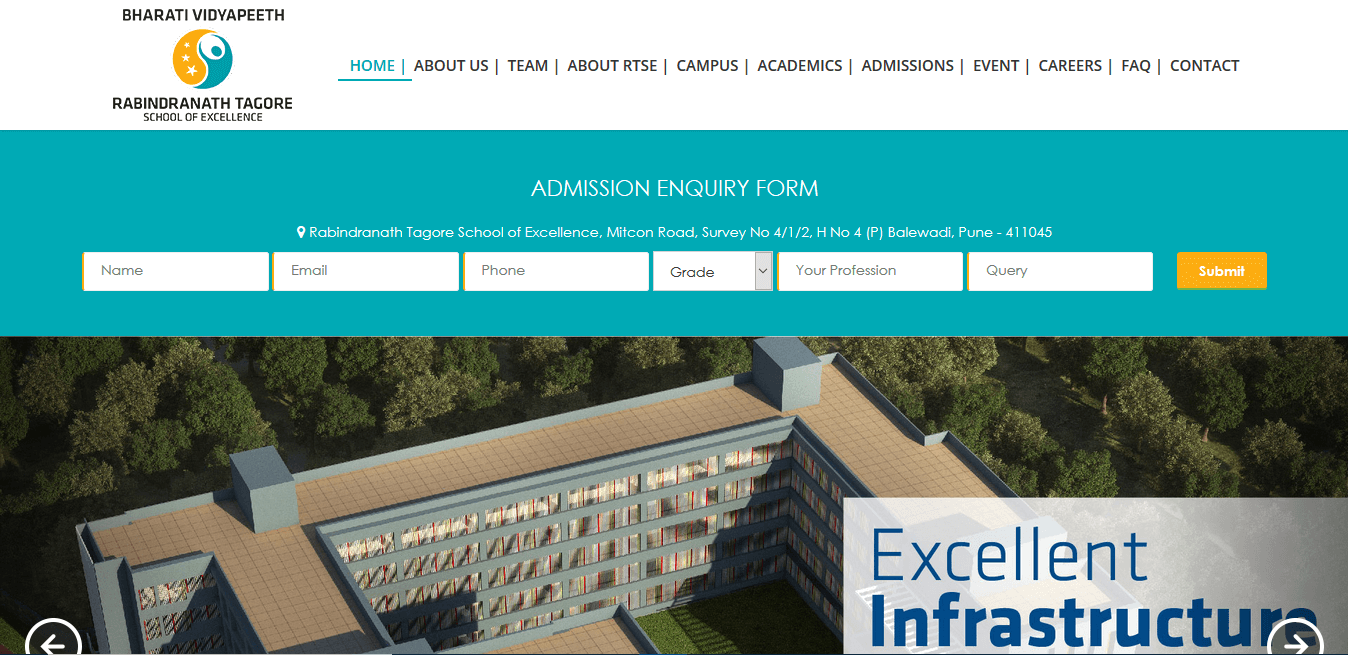 BHARATI VIDYAPEETH
RABINDRANATH TAGORE
SCHOOL OF EXCELLENCE
HOME | ABOUT US | TEAM | ABOUT RTSE | CAMPUS | ACADEMICS | ADMISSIONS | EVENT | CAREERS | FAQ | CONTACT
ADMISSION ENQUIRY FORM
Rabindranath Tagore School of Excellence, Mitcon Road, Survey No 4/1/2, H No 4 (P) Balewadi, Pune - 411045
Name Email Phone Grade Your Profession Query Submit
Excellent
Infrastructure